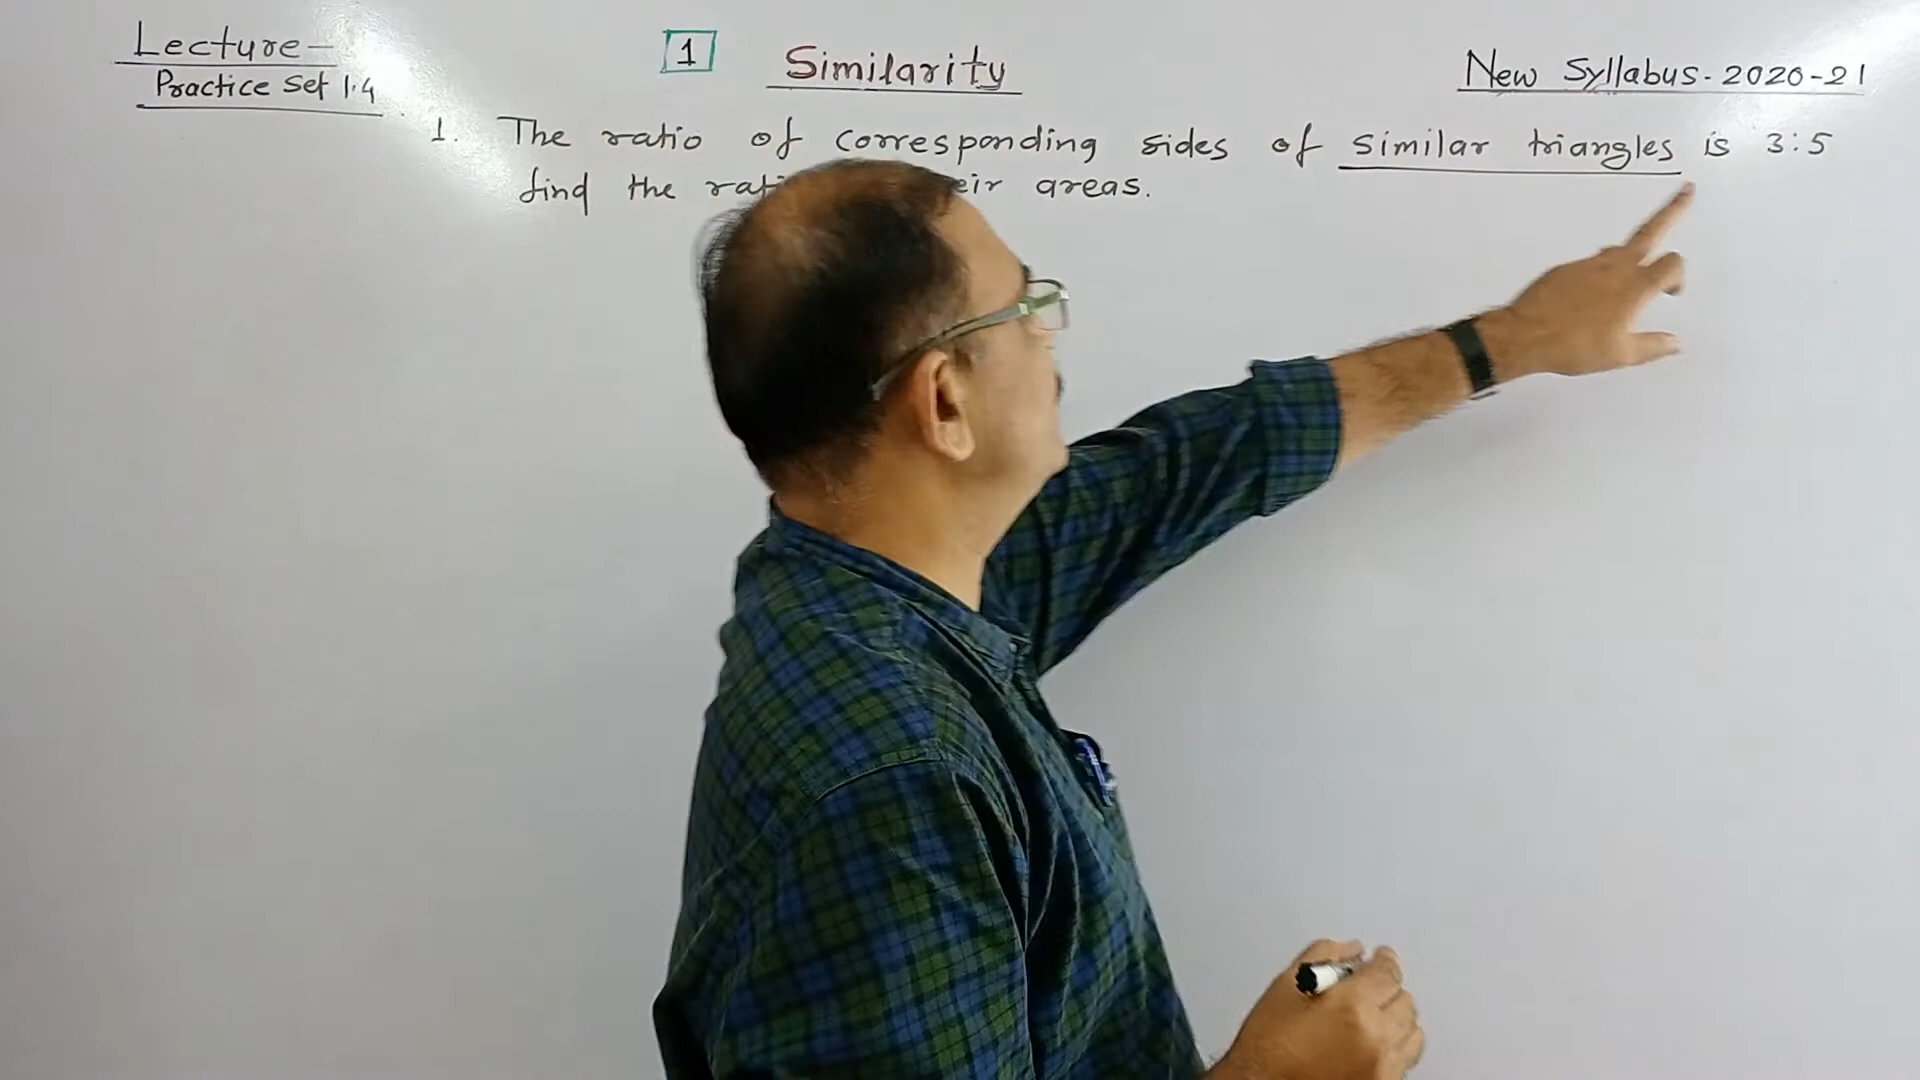 Lecture-
Practice Set 1.4
1
Similarity
New Syllabus. 2020-21
1. The ratio of corresponding sides of similar triangles is 3:5
find the areas.